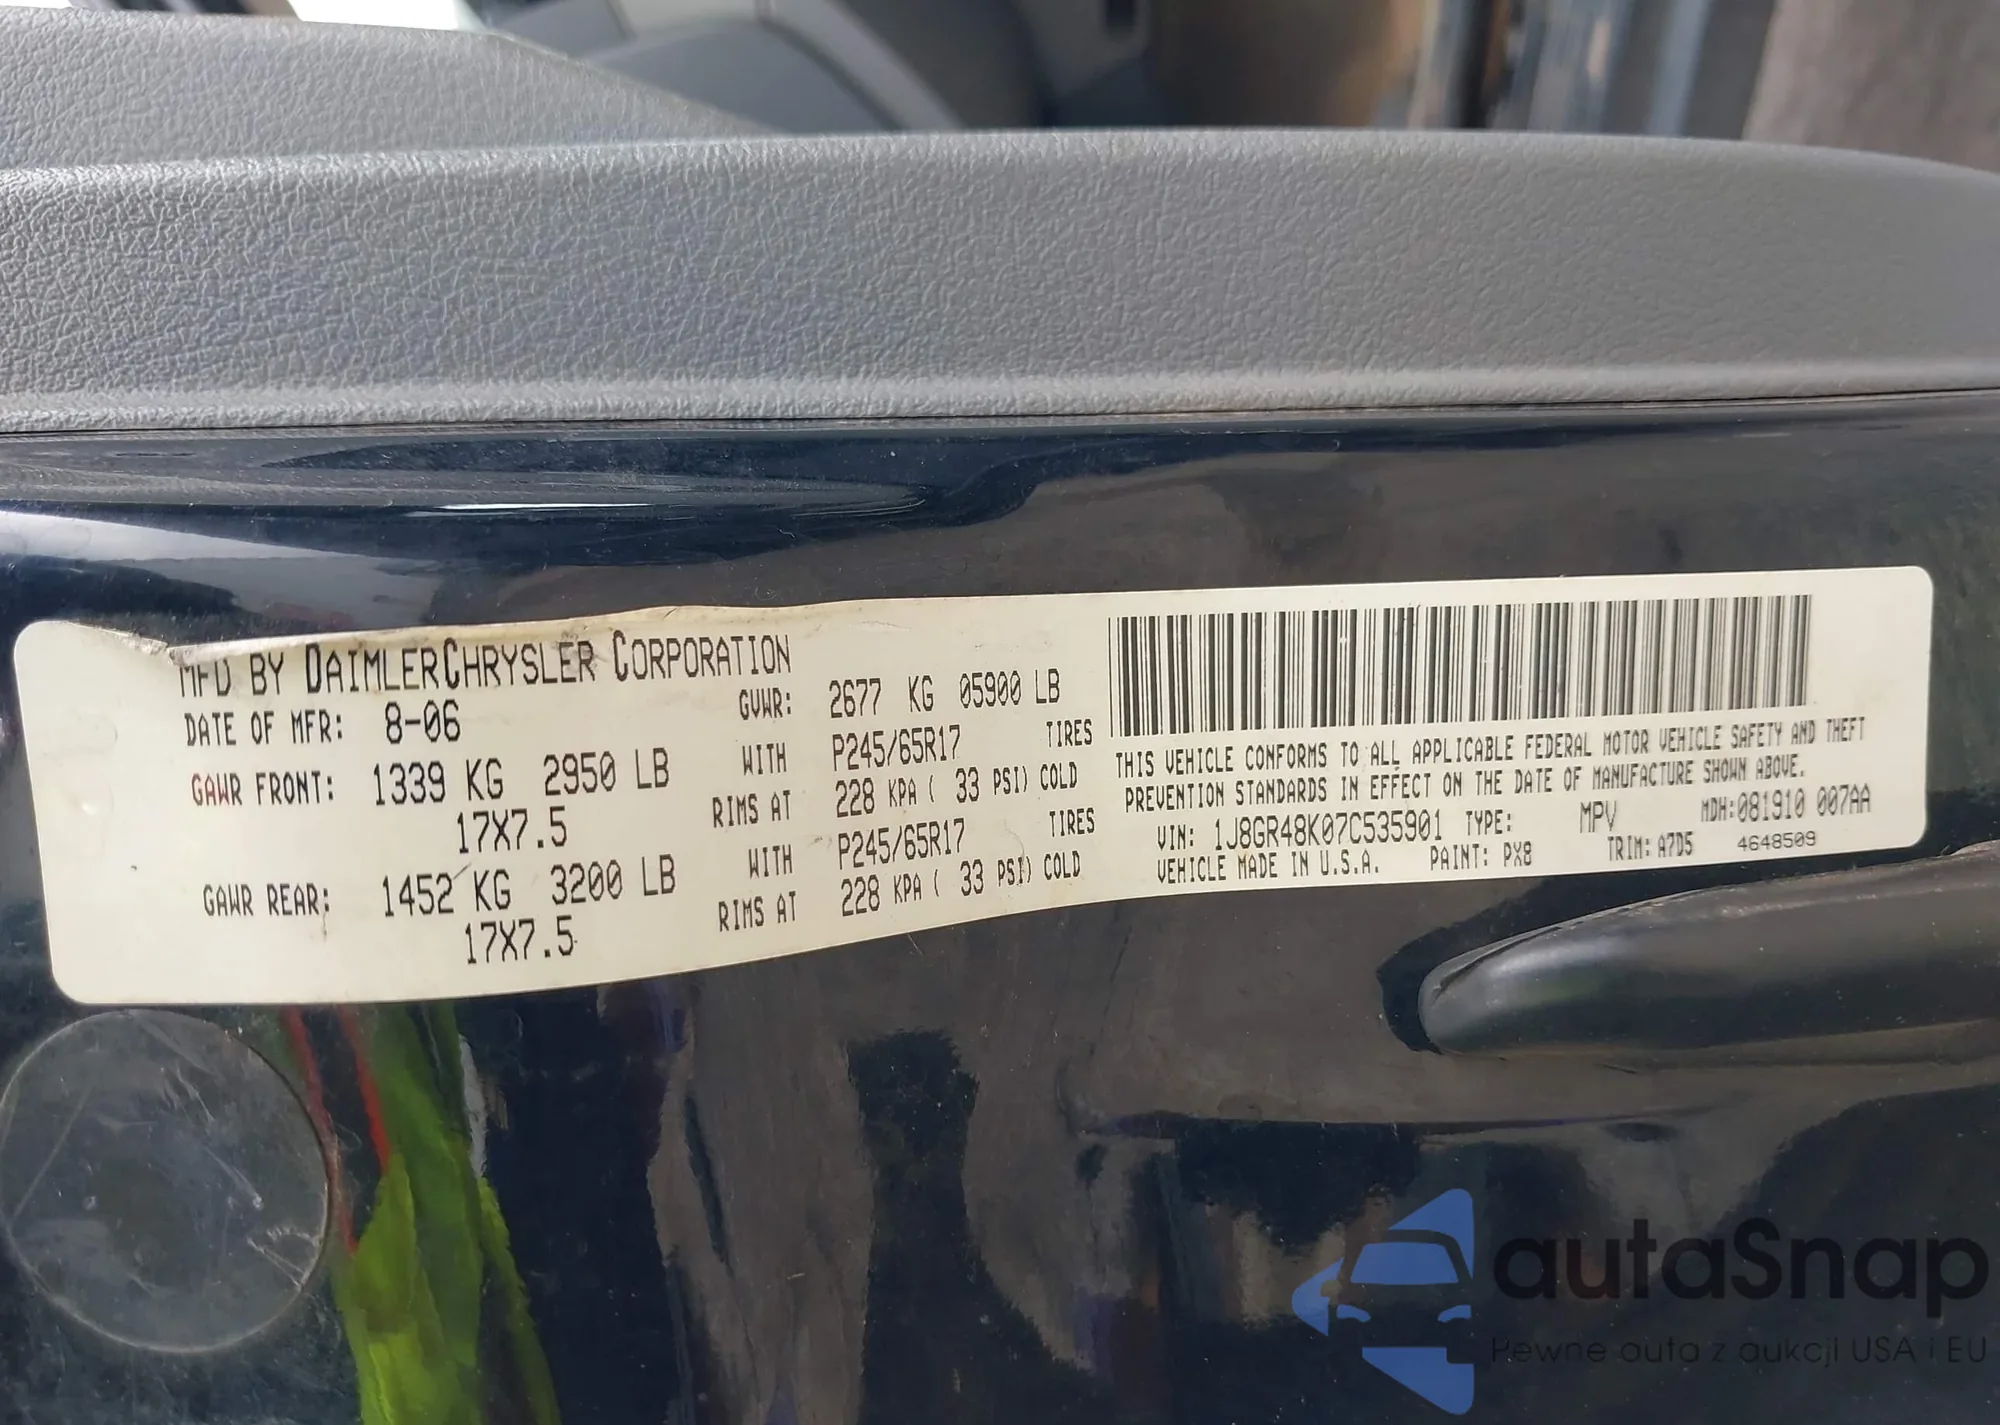 MFD BY DAIMLERCHRYSLER CORPORATION
DATE OF MFR: 8-06 GVWR: 2677 KG 05900 LB
GAWR FRONT: 1339 KG 2950 LB WITH P245/65R17 TIRES
17X7.5 RIMS AT 228 KPA ( 33 PSI) COLD
GAWR REAR: 1452 KG 3200 LB WITH P245/65R17 TIRES
17X7.5 RIMS AT 228 KPA ( 33 PSI) COLD
THIS VEHICLE CONFORMS TO ALL APPLICABLE FEDERAL MOTOR VEHICLE SAFETY AND THEFT
PREVENTION STANDARDS IN EFFECT ON THE DATE OF MANUFACTURE SHOWN ABOVE.
VIN: 1J8GR48K07C535901 TYPE: MPV MDH:081910 007AA
VEHICLE MADE IN U.S.A. PAINT: PX8 TRIM: A7D5 4648509
autaSnap
Pewne auta z aukcji USA i EU